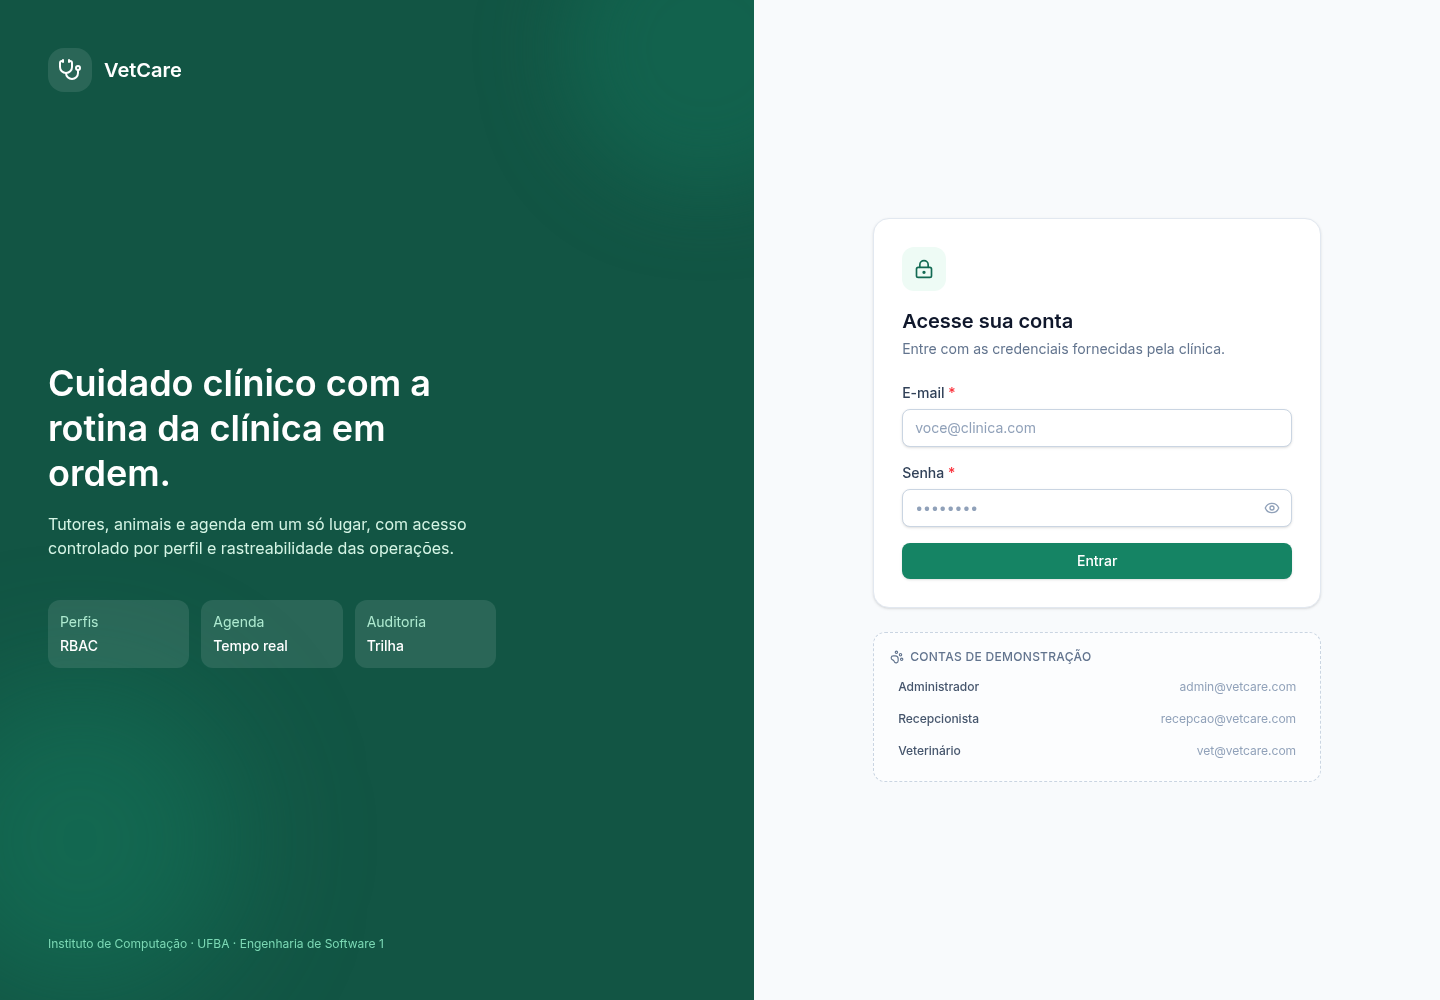 VetCare
Cuidado clínico com a
rotina da clínica em
ordem.
Tutores, animais e agenda em um só lugar, com acesso
controlado por perfil e rastreabilidade das operações.
Perfis
RBAC
Agenda
Tempo real
Auditoria
Trilha
Instituto de Computação · UFBA · Engenharia de Software 1
Acesse sua conta
Entre com as credenciais fornecidas pela clínica.
E-mail *
voce@clinica.com
Senha *
••••••••
Entrar
CONTAS DE DEMONSTRAÇÃO
Administrador admin@vetcare.com
Recepcionista recepcao@vetcare.com
Veterinário vet@vetcare.com